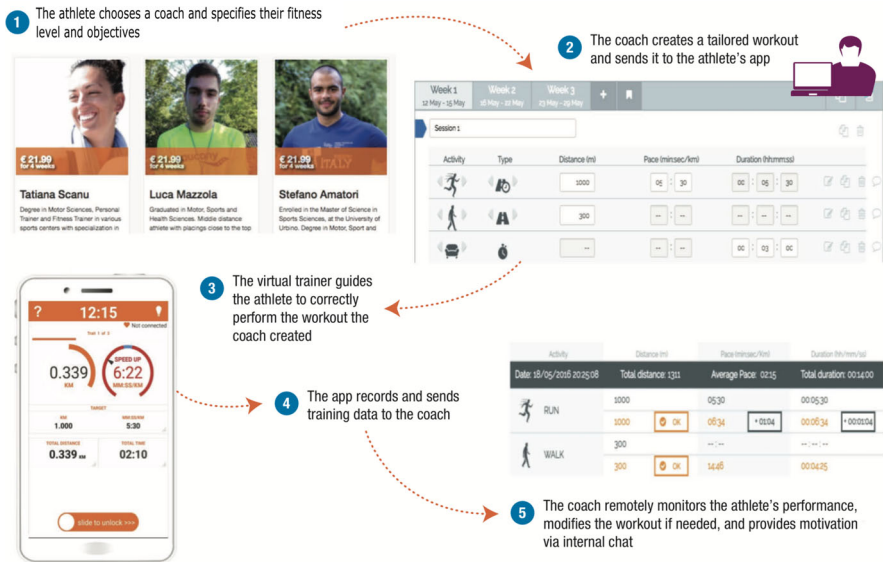 1
The athlete chooses a coach and specifies their fitness
level and objectives
€ 21.99
for 4 weeks
Tatiana Scanu
Degree in Motor Sciences, Personal
Trainer and Fitness Trainer in various
sports centers with specialization in
€ 21.99
for 4 weeks
Luca Mazzola
Graduated in Motor, Sports and
Health Sciences. Middle distance
athlete with placings close to the top
ITALY
€ 21.99
for 4 weeks
Stefano Amatori
Enrolled in the Master of Science in
Sports Sciences, at the University of
Urbino. Degree in Motor, Sport and
2
The coach creates a tailored workout
and sends it to the athlete's app
Week 1
12 May - 15 May
Week 2
16 May - 22 May
Week 3
23 May - 29 May
+
Session 1
Activity Type Distance (m) Pace (min:sec/km) Duration (hh:mm:ss)
1000 05 : 30 00 : 05 : 30
300 -- : -- -- : -- : --
-- -- : -- 00 : 03 : 00
3
The virtual trainer guides
the athlete to correctly
perform the workout the
coach created
? 12:15
Not connected
Test 1 of 2
0.339
KM
SPEED UP
6:22
MM:SS/KM
TARGET
KM
1.000
MM:SS/KM
5:30
TOTAL DISTANCE
0.339 KM
TOTAL TIME
02:10
slide to unlock >>>
4
The app records and sends
training data to the coach
Activity Distance (m) Pace (min:sec/Km) Duration (hh/mm/ss)
Date: 18/05/2016 20:25:08 Total distance: 1311 Average Pace: 02:15 Total duration: 00:14:00
RUN
1000 05:30 00:05:30
1000 OK 06:34 + 01:04 00:06:34 + 00:01:04
WALK
300 -- : -- -- : -- : --
300 OK 14:46 00:04:25
5
The coach remotely monitors the athlete's performance,
modifies the workout if needed, and provides motivation
via internal chat